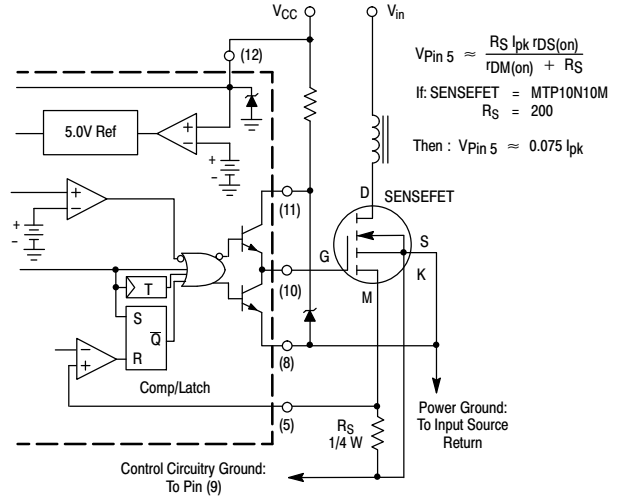 VCC
Vin
(12)
VPin 5 ≈ RS Ipk rDS(on)
rDM(on) + RS
If: SENSEFET = MTP10N10M
RS = 200
Then : VPin 5 ≈ 0.075 Ipk
5.0V Ref
+
−
+
−
D SENSEFET
(11)
+
−
+
−
S
G
K
(10)
M
T
S
Q
R
(8)
−
+
Comp/Latch
(5)
Power Ground:
To Input Source
Return
RS
1/4 W
Control Circuitry Ground:
To Pin (9)